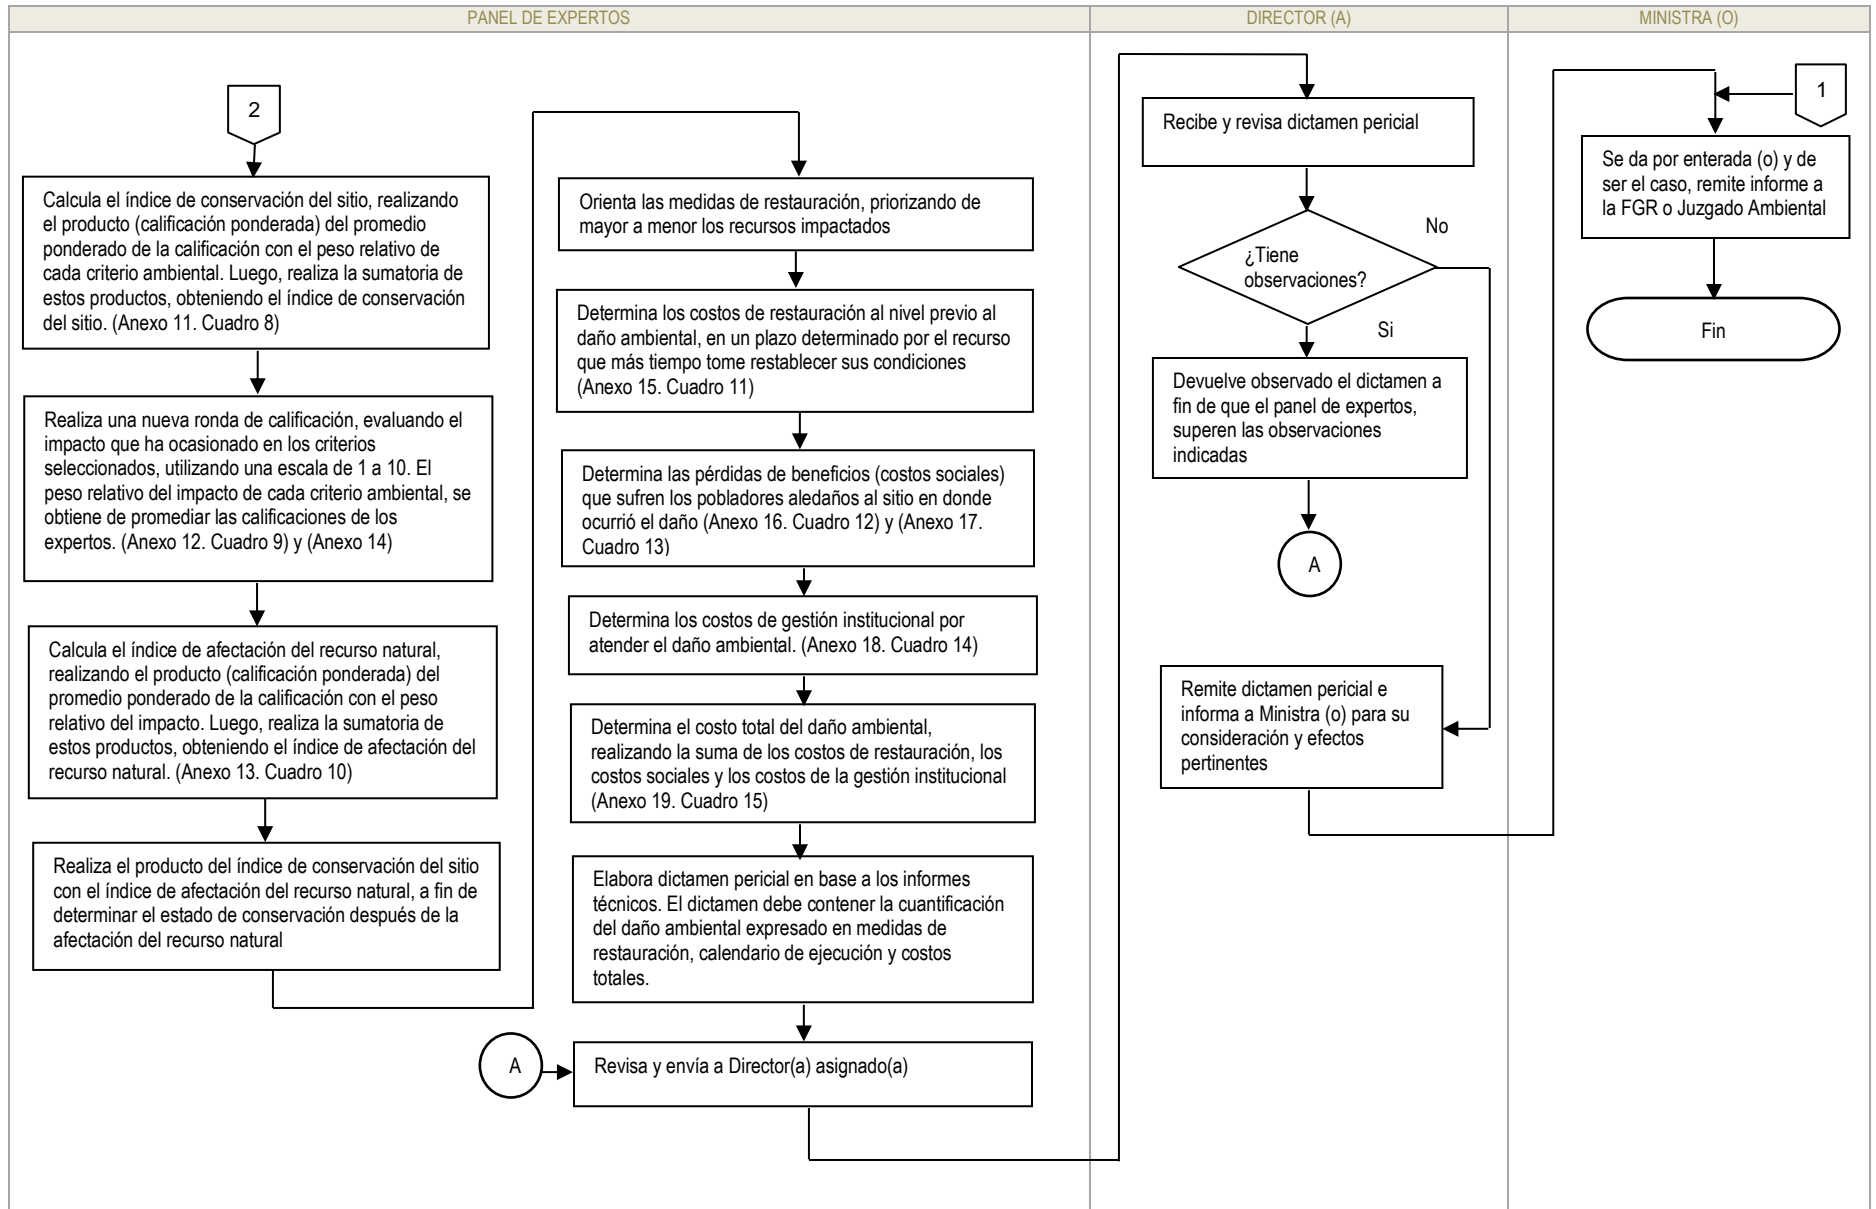 PANEL DE EXPERTOS
DIRECTOR (A)
MINISTRA (O)
2
Calcula el índice de conservación del sitio, realizando
el producto (calificación ponderada) del promedio
ponderado de la calificación con el peso relativo de
cada criterio ambiental. Luego, realiza la sumatoria de
estos productos, obteniendo el índice de conservación
del sitio. (Anexo 11. Cuadro 8)
Realiza una nueva ronda de calificación, evaluando el
impacto que ha ocasionado en los criterios
seleccionados, utilizando una escala de 1 a 10. El
peso relativo del impacto de cada criterio ambiental, se
obtiene de promediar las calificaciones de los
expertos. (Anexo 12. Cuadro 9) y (Anexo 14)
Calcula el índice de afectación del recurso natural,
realizando el producto (calificación ponderada) del
promedio ponderado de la calificación con el peso
relativo del impacto. Luego, realiza la sumatoria de
estos productos, obteniendo el índice de afectación del
recurso natural. (Anexo 13. Cuadro 10)
Realiza el producto del índice de conservación del sitio
con el índice de afectación del recurso natural, a fin de
determinar el estado de conservación después de la
afectación del recurso natural
Orienta las medidas de restauración, priorizando de
mayor a menor los recursos impactados
Determina los costos de restauración al nivel previo al
daño ambiental, en un plazo determinado por el recurso
que más tiempo tome restablecer sus condiciones
(Anexo 15. Cuadro 11)
Determina las pérdidas de beneficios (costos sociales)
que sufren los pobladores aledaños al sitio en donde
ocurrió el daño (Anexo 16. Cuadro 12) y (Anexo 17.
Cuadro 13)
Determina los costos de gestión institucional por
atender el daño ambiental. (Anexo 18. Cuadro 14)
Determina el costo total del daño ambiental,
realizando la suma de los costos de restauración, los
costos sociales y los costos de la gestión institucional
(Anexo 19. Cuadro 15)
Elabora dictamen pericial en base a los informes
técnicos. El dictamen debe contener la cuantificación
del daño ambiental expresado en medidas de
restauración, calendario de ejecución y costos
totales.
A
Revisa y envía a Director(a) asignado(a)
Recibe y revisa dictamen pericial
¿Tiene
observaciones?
No
Si
Devuelve observado el dictamen a
fin de que el panel de expertos,
superen las observaciones
indicadas
A
Remite dictamen pericial e
informa a Ministra (o) para su
consideración y efectos
pertinentes
1
Se da por enterada (o) y de
ser el caso, remite informe a
la FGR o Juzgado Ambiental
Fin